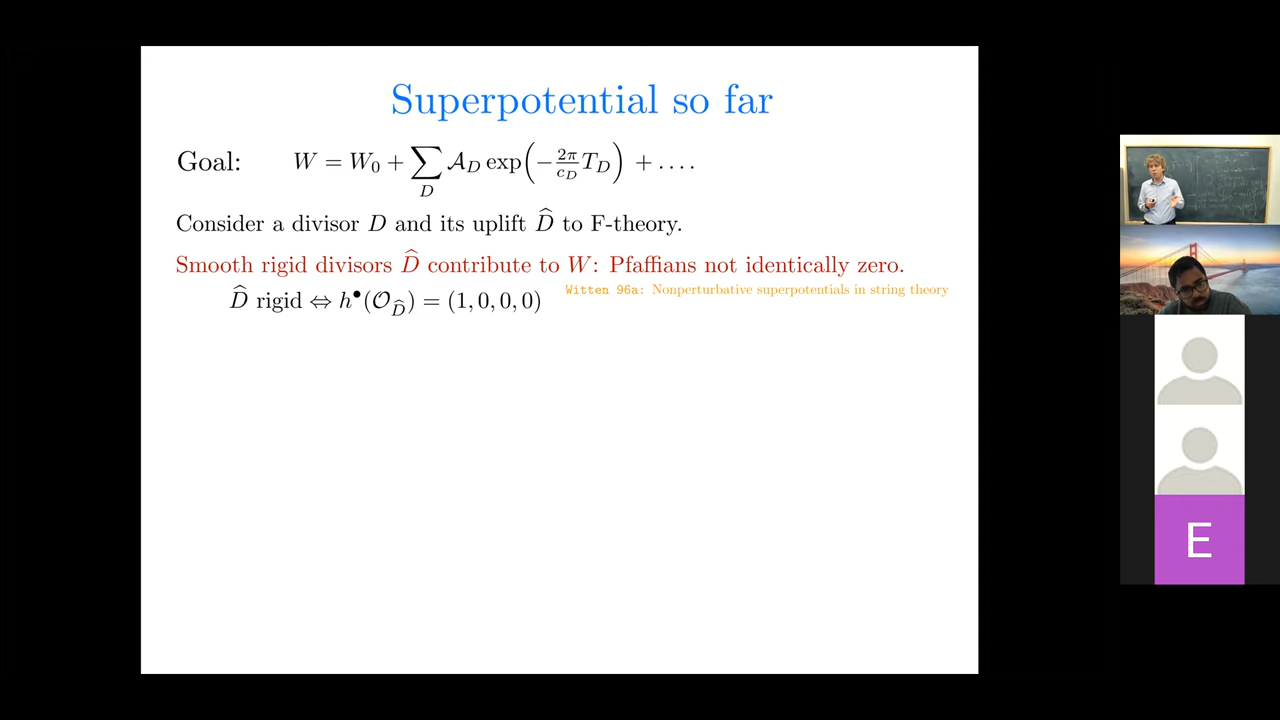 Superpotential so far
Goal: W = W₀ + ∑_D 𝒜_D exp(−2π/c_D T_D) + ....
Consider a divisor D and its uplift D̂ to F-theory.
Smooth rigid divisors D̂ contribute to W: Pfaffians not identically zero.
D̂ rigid ⇔ h•(𝒪_D̂) = (1, 0, 0, 0) Witten 96a: Nonperturbative superpotentials in string theory
E